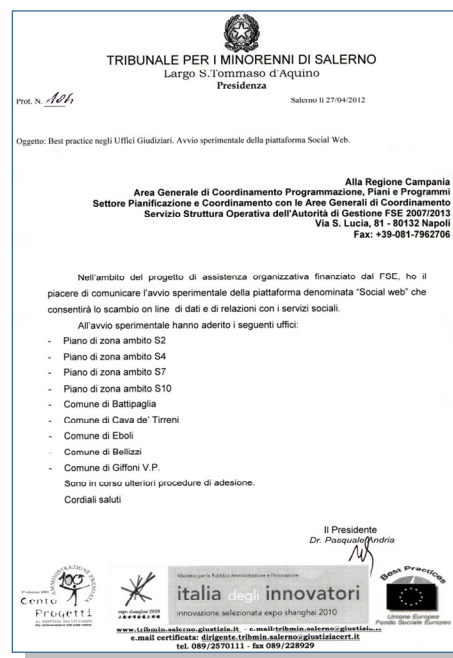 TRIBUNALE PER I MINORENNI DI SALERNO
Largo S.Tommaso d'Aquino
Presidenza
Prot. N.
Salerno lì 27/04/2012
Oggetto: Best practice negli Uffici Giudiziari. Avvio sperimentale della piattaforma Social Web.
Alla Regione Campania
Area Generale di Coordinamento Programmazione, Piani e Programmi
Settore Pianificazione e Coordinamento con le Aree Generali di Coordinamento
Servizio Struttura Operativa dell'Autorità di Gestione FSE 2007/2013
Via S. Lucia, 81 - 80132 Napoli
Fax: +39-081-7962706
Nell'ambito del progetto di assistenza organizzativa finanziato dal FSE, ho il
piacere di comunicare l'avvio sperimentale della piattaforma denominata "Social web" che
consentirà lo scambio on line di dati e di relazioni con i servizi sociali.
All'avvio sperimentale hanno aderito i seguenti uffici:
- Piano di zona ambito S2
- Piano di zona ambito S4
- Piano di zona ambito S7
- Piano di zona ambito S10
- Comune di Battipaglia
- Comune di Cava de' Tirreni
- Comune di Eboli
- Comune di Bellizzi
- Comune di Giffoni V.P.
Sono in corso ulteriori procedure di adesione.
Cordiali saluti
Il Presidente
Dr. Pasquale Andria
100
Cento
Progetti
Ministero per la Pubblica Amministrazione e l'Innovazione
italia degli innovatori
innovazione selezionata expo shanghai 2010
expo shanghai 2010
Best Practices
Unione Europea
Fondo Sociale Europeo
www.tribmin.salerno.giustizia.it - e.mail:tribmin.salerno@giustizia
e.mail certificata: dirigente.tribmin.salerno@giustiziacert.it
tel. 089/2570111 - fax 089/228929